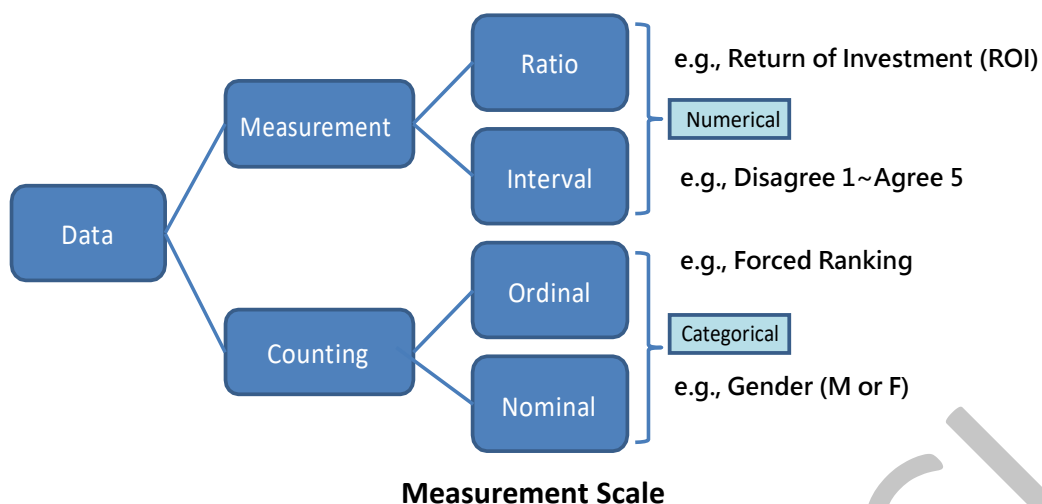 Ratio
e.g., Return of Investment (ROI)
Measurement
Numerical
Interval
e.g., Disagree 1~Agree 5
Data
Ordinal
e.g., Forced Ranking
Counting
Categorical
Nominal
e.g., Gender (M or F)
Measurement Scale